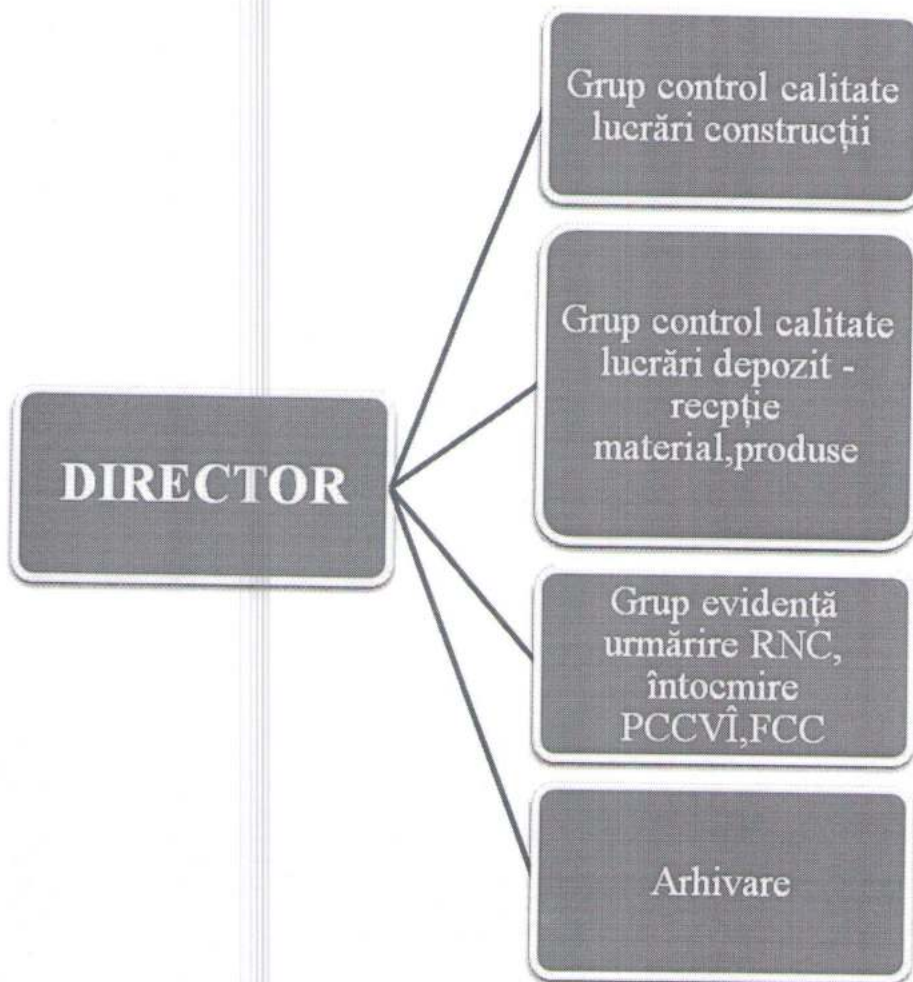 Grup control calitate
lucrări construcții
Grup control calitate
lucrări depozit -
recpție
material,produse
DIRECTOR
Grup evidență
urmărire RNC,
întocmire
PCCVÎ,FCC
Arhivare